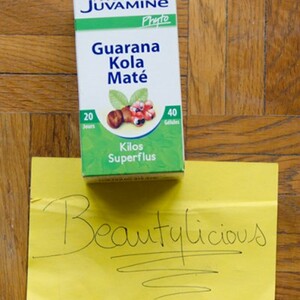 JUVAMINE
Phyto
Guarana
Kola
Maté
20
Jours
40
Gélules
Kilos
Superflus
Beautylicious